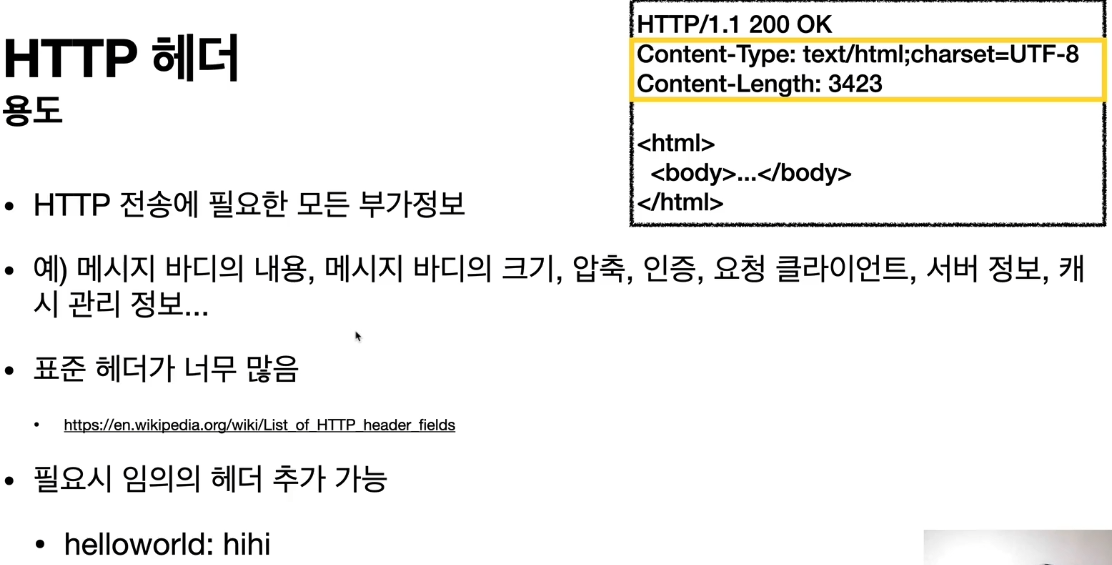 HTTP 헤더
용도
HTTP/1.1 200 OK
Content-Type: text/html;charset=UTF-8
Content-Length: 3423
<html>
<body>...</body>
</html>
• HTTP 전송에 필요한 모든 부가정보
• 예) 메시지 바디의 내용, 메시지 바디의 크기, 압축, 인증, 요청 클라이언트, 서버 정보, 캐
시 관리 정보...
• 표준 헤더가 너무 많음
• https://en.wikipedia.org/wiki/List_of_HTTP_header_fields
• 필요시 임의의 헤더 추가 가능
• helloworld: hihi